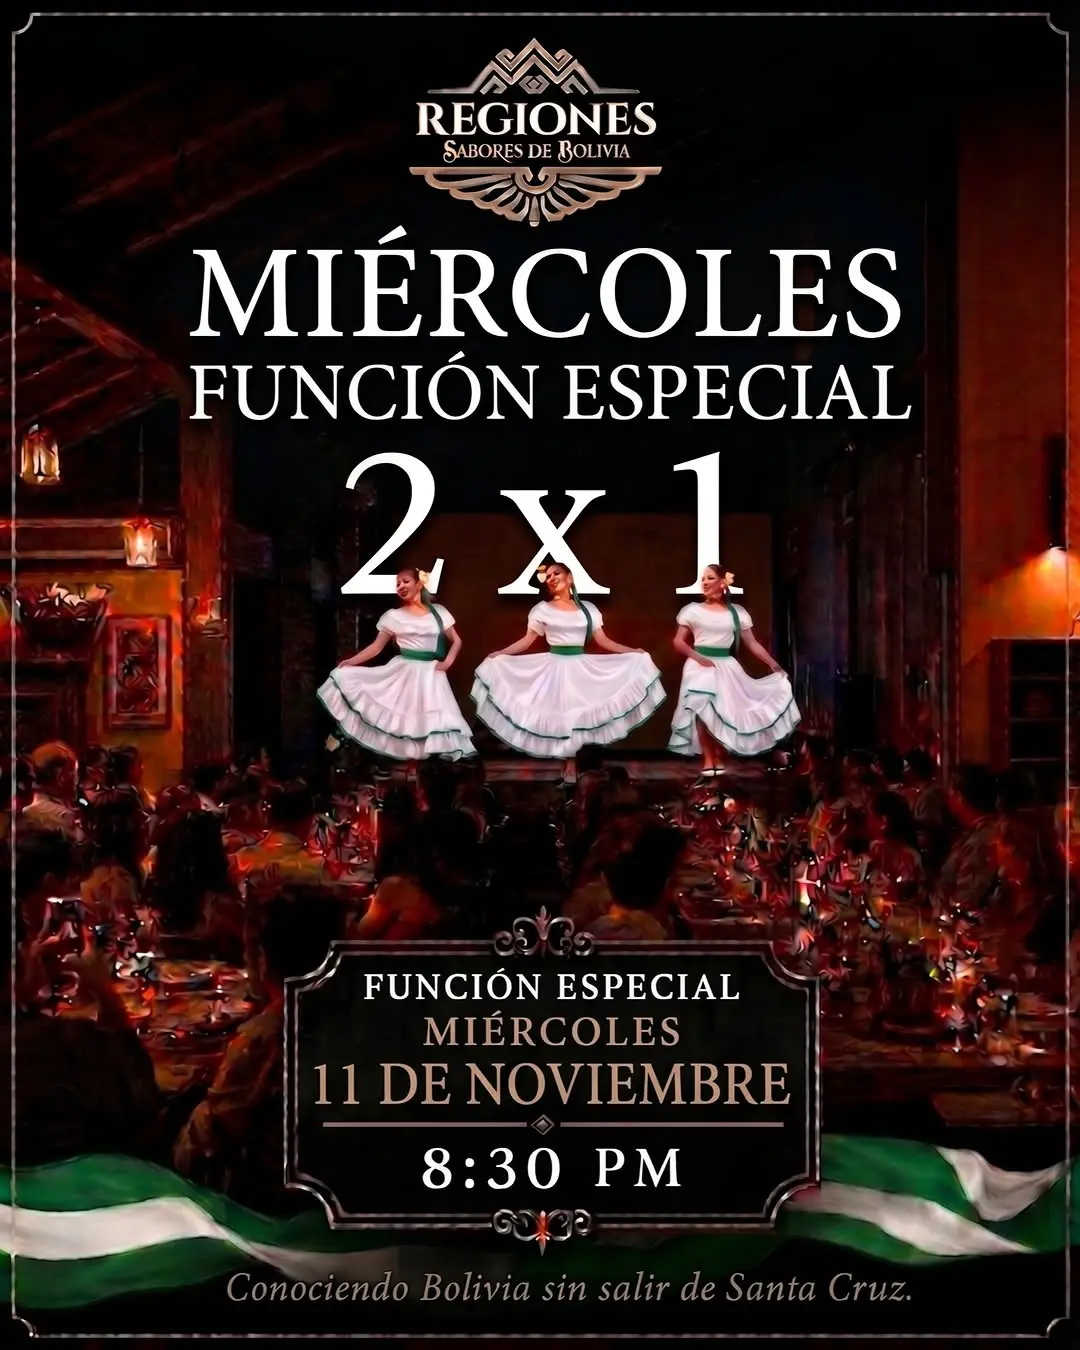 REGIONES
SABORES DE BOLIVIA
MIÉRCOLES
FUNCIÓN ESPECIAL
2 x 1
FUNCIÓN ESPECIAL
MIÉRCOLES
11 DE NOVIEMBRE
8:30 PM
Conociendo Bolivia sin salir de Santa Cruz.